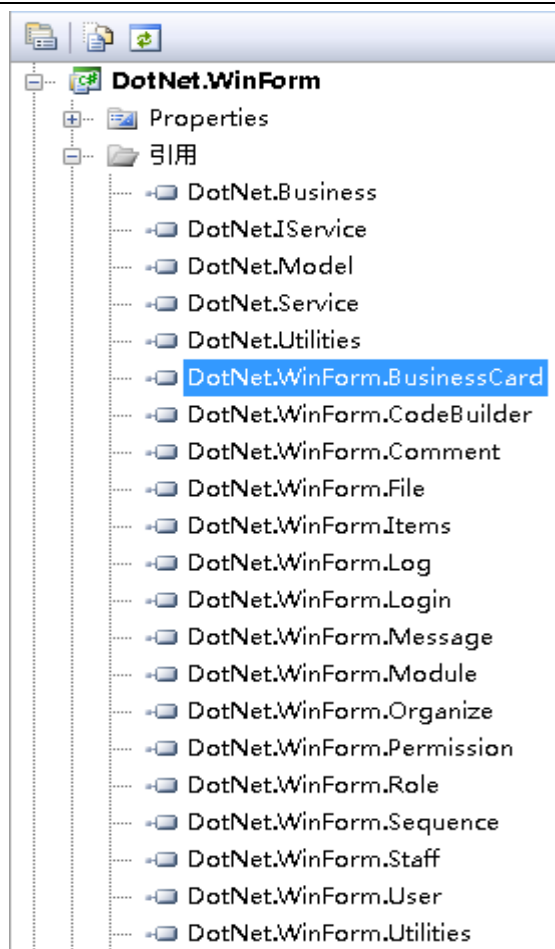 DotNet.WinForm
Properties
引用
DotNet.Business
DotNet.IService
DotNet.Model
DotNet.Service
DotNet.Utilities
DotNet.WinForm.BusinessCard
DotNet.WinForm.CodeBuilder
DotNet.WinForm.Comment
DotNet.WinForm.File
DotNet.WinForm.Items
DotNet.WinForm.Log
DotNet.WinForm.Login
DotNet.WinForm.Message
DotNet.WinForm.Module
DotNet.WinForm.Organize
DotNet.WinForm.Permission
DotNet.WinForm.Role
DotNet.WinForm.Sequence
DotNet.WinForm.Staff
DotNet.WinForm.User
DotNet.WinForm.Utilities